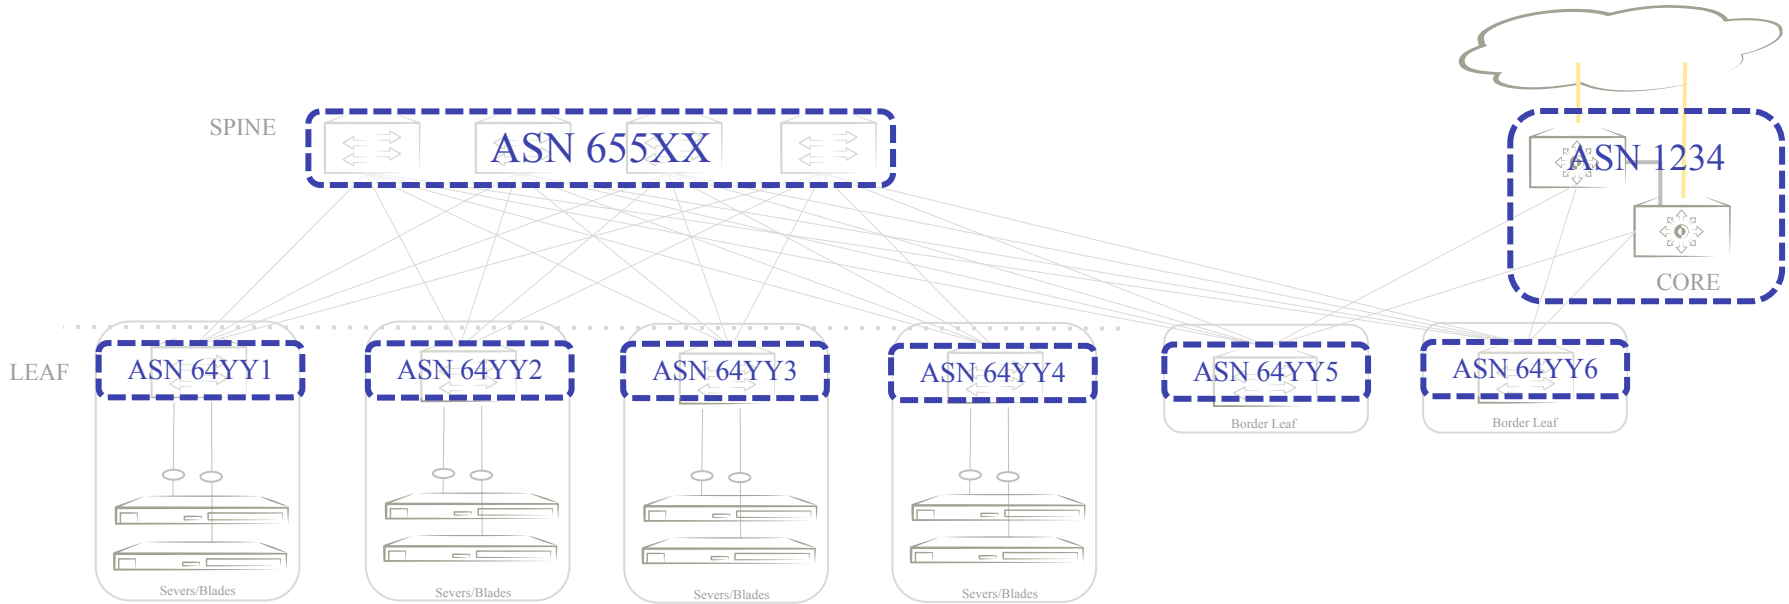 SPINE
ASN 655XX
ASN 1234
CORE
LEAF
ASN 64YY1
ASN 64YY2
ASN 64YY3
ASN 64YY4
ASN 64YY5
ASN 64YY6
Border Leaf
Border Leaf
Severs/Blades
Severs/Blades
Severs/Blades
Severs/Blades